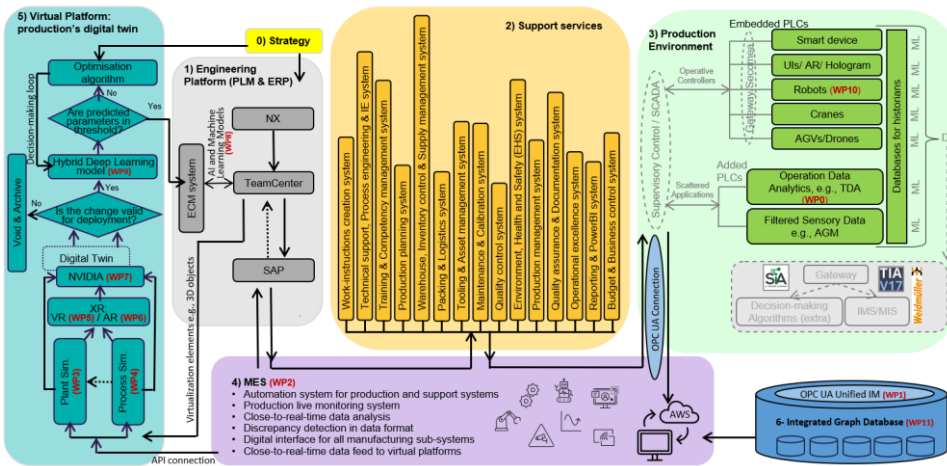 5) Virtual Platform:
production's digital twin
Optimisation
algorithm
No
Yes
Are predicted
parameters in
threshold?
Decision-making loop
Hybrid Deep Learning
model (WP9)
Yes
No
Void & Archive
Is the change valid
for deployment?
Digital Twin
NVIDIA (WP7)
XR:
VR (WP5) / AR (WP6)
Plant Sim.
(WP3)
Process Sim.
(WP4)
API connection
0) Strategy
1) Engineering
Platform (PLM & ERP)
NX
AI and Machine
Learning Models
(WP8)
ECM system
TeamCenter
SAP
Virtualization elements e.g., 3D objects
2) Support services
Work-instructions creation system
Technical support, Process engineering & IE system
Training & Competency management system
Production planning system
Warehouse, Inventory control & Supply management system
Packing & Logistics system
Tooling & Asset management system
Maintenance & Calibration system
Quality control system
Environment, Health and Safety (EHS) system
Production management system
Quality assurance & Documentation system
Operational excellence system
Reporting & PowerBI system
Budget & Business control system
3) Production
Environment
Embedded PLCs
Supervisory Control / SCADA
Operative
Controllers
Gateway Secomea
Smart device
UIs/ AR/ Hologram
Robots (WP10)
Cranes
AGVs/Drones
Added
PLCs
Scattered
Applications
Operation Data
Analytics, e.g., TDA
(WP0)
Filtered Sensory Data
e.g., AGM
Databases for historians
ML
ML
ML
ML
ML
ML
ML
SiA
Gateway
TIA
V17
Weidmüller
Decision-making
Algorithms (extra)
IMS/MIS
OPC UA Connection
4) MES (WP2)
• Automation system for production and support systems
• Production live monitoring system
• Close-to-real-time data analysis
• Discrepancy detection in data format
• Digital interface for all manufacturing sub-systems
• Close-to-real-time data feed to virtual platforms
AWS
OPC UA Unified IM (WP1)
6- Integrated Graph Database (WP11)